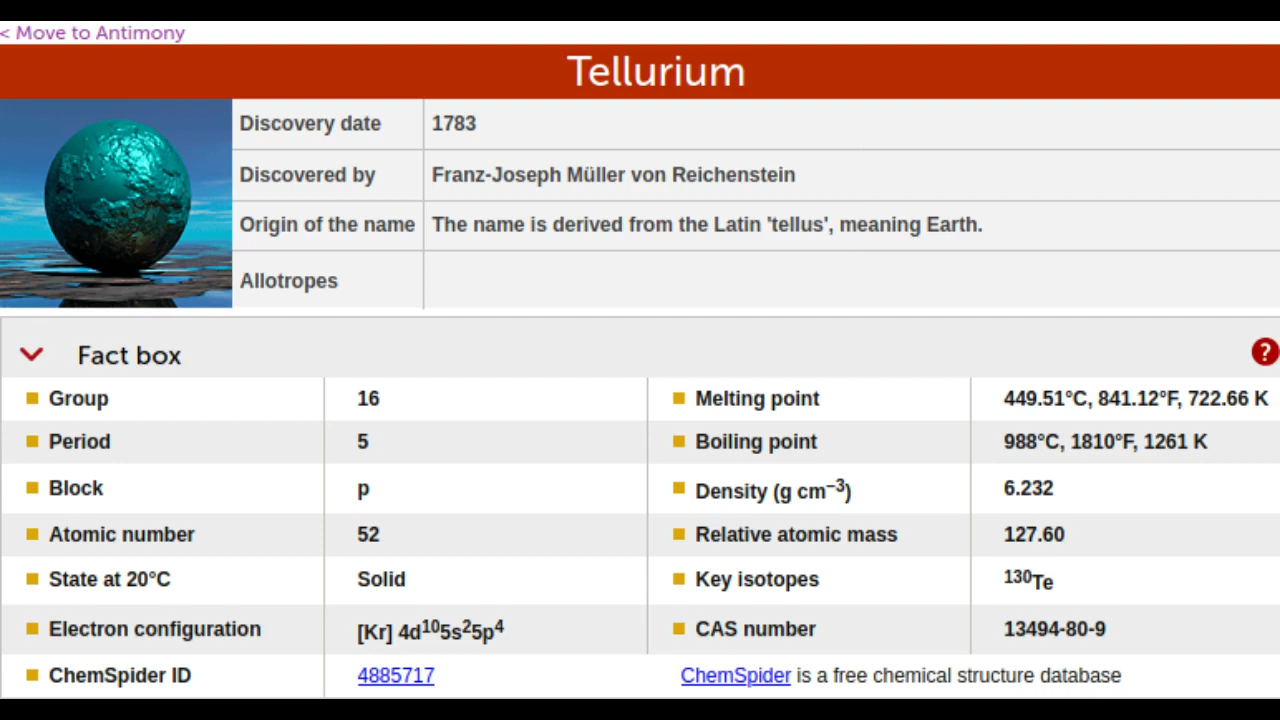 < Move to Antimony
Tellurium
Discovery date 1783
Discovered by Franz-Joseph Müller von Reichenstein
Origin of the name The name is derived from the Latin 'tellus', meaning Earth.
Allotropes
Fact box ?
Group 16 Melting point 449.51°C, 841.12°F, 722.66 K
Period 5 Boiling point 988°C, 1810°F, 1261 K
Block p Density (g cm⁻³) 6.232
Atomic number 52 Relative atomic mass 127.60
State at 20°C Solid Key isotopes ¹³⁰Te
Electron configuration [Kr] 4d¹⁰5s²5p⁴ CAS number 13494-80-9
ChemSpider ID 4885717 ChemSpider is a free chemical structure database